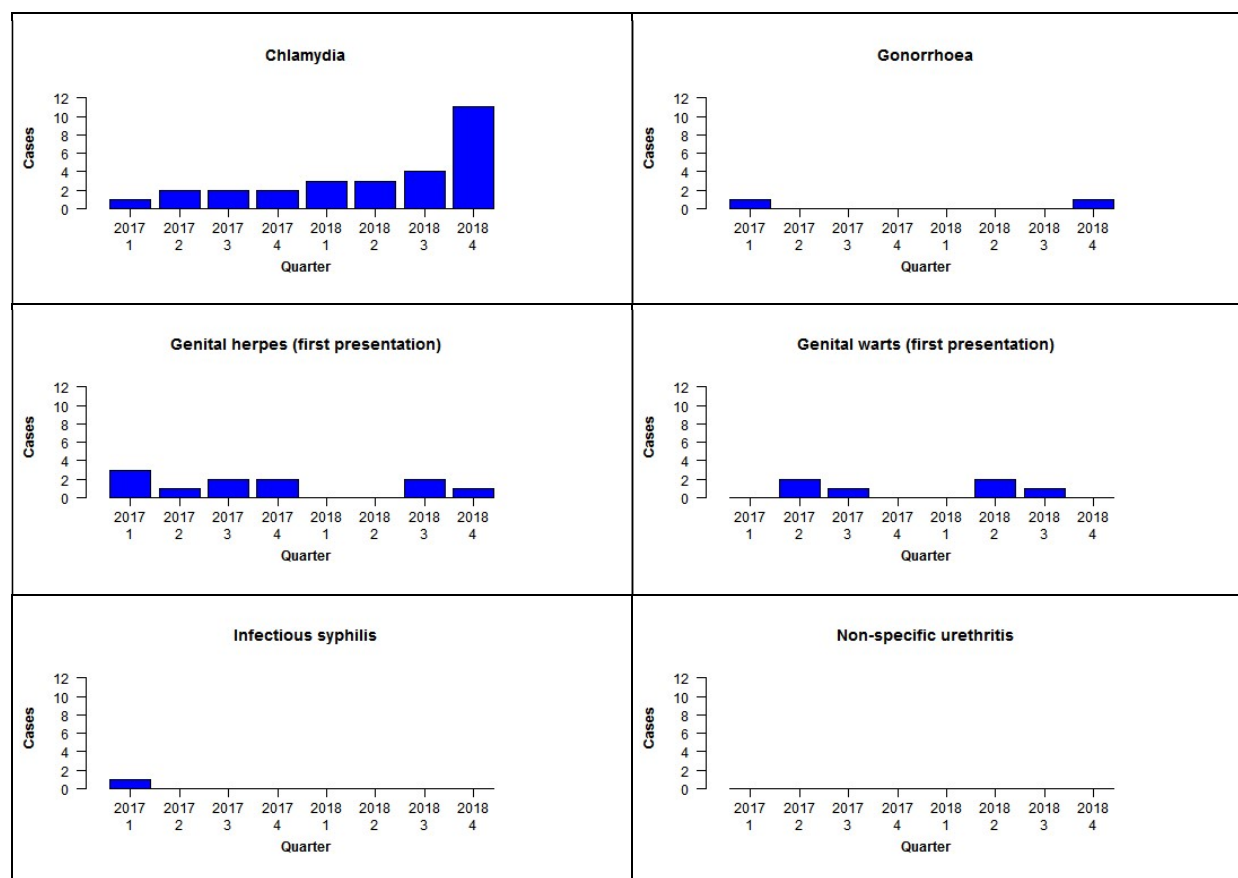 Chlamydia
Cases
12
10
8
6
4
2
0
2017 2017 2017 2017 2018 2018 2018 2018
1 2 3 4 1 2 3 4
Quarter
Gonorrhoea
Cases
12
10
8
6
4
2
0
2017 2017 2017 2017 2018 2018 2018 2018
1 2 3 4 1 2 3 4
Quarter
Genital herpes (first presentation)
Cases
12
10
8
6
4
2
0
2017 2017 2017 2017 2018 2018 2018 2018
1 2 3 4 1 2 3 4
Quarter
Genital warts (first presentation)
Cases
12
10
8
6
4
2
0
2017 2017 2017 2017 2018 2018 2018 2018
1 2 3 4 1 2 3 4
Quarter
Infectious syphilis
Cases
12
10
8
6
4
2
0
2017 2017 2017 2017 2018 2018 2018 2018
1 2 3 4 1 2 3 4
Quarter
Non-specific urethritis
Cases
12
10
8
6
4
2
0
2017 2017 2017 2017 2018 2018 2018 2018
1 2 3 4 1 2 3 4
Quarter